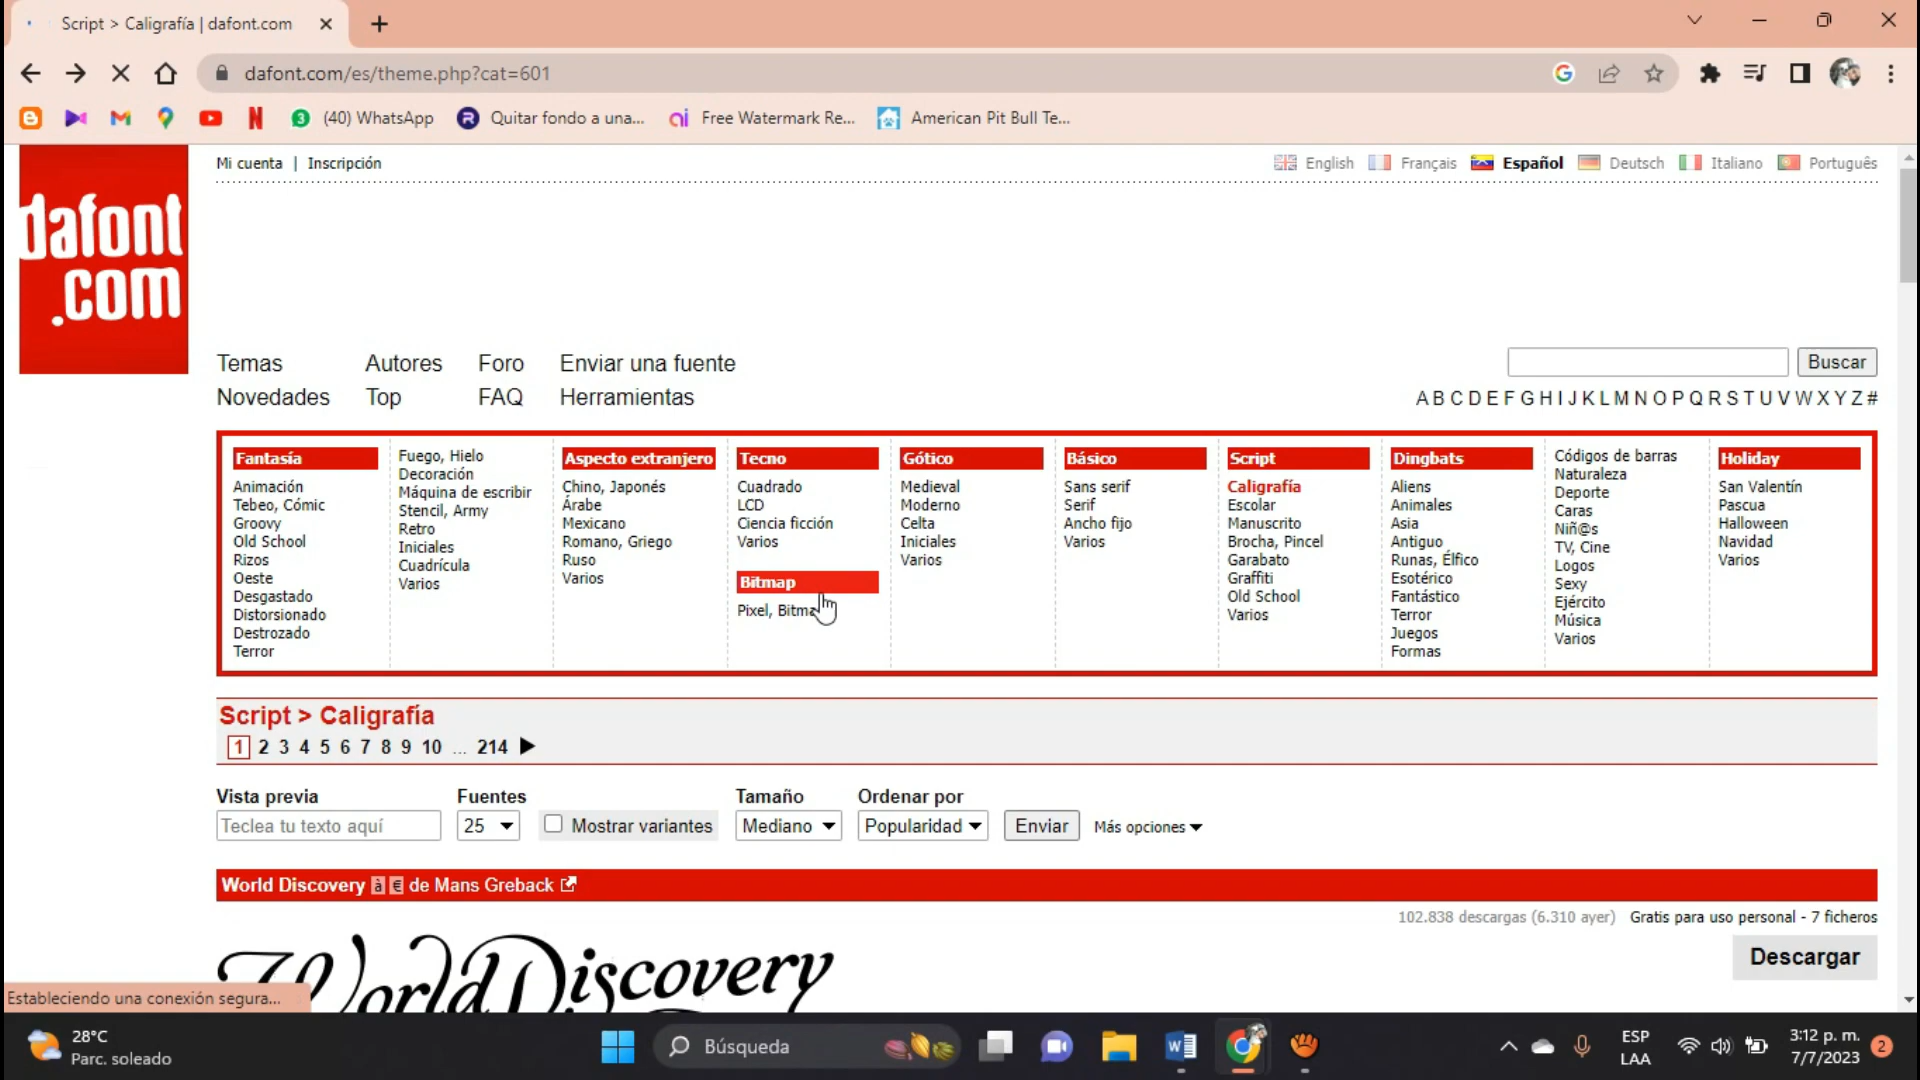 Script > Caligrafía | dafont.com
dafont.com/es/theme.php?cat=601
(40) WhatsApp
Quitar fondo a una...
Free Watermark Re...
American Pit Bull Te...
dafont
.com
Mi cuenta | Inscripción
English Français Español Deutsch Italiano Português
Temas Autores Foro Enviar una fuente
Buscar
Novedades Top FAQ Herramientas
A B C D E F G H I J K L M N O P Q R S T U V W X Y Z #
Fantasía
Animación
Tebeo, Cómic
Groovy
Old School
Rizos
Oeste
Desgastado
Distorsionado
Destrozado
Terror
Fuego, Hielo
Decoración
Máquina de escribir
Stencil, Army
Retro
Iniciales
Cuadrícula
Varios
Aspecto extranjero
Chino, Japonés
Árabe
Mexicano
Romano, Griego
Ruso
Varios
Tecno
Cuadrado
LCD
Ciencia ficción
Varios
Bitmap
Pixel, Bitma
Gótico
Medieval
Moderno
Celta
Iniciales
Varios
Básico
Sans serif
Serif
Ancho fijo
Varios
Script
Caligrafía
Escolar
Manuscrito
Brocha, Pincel
Garabato
Graffiti
Old School
Varios
Dingbats
Aliens
Animales
Asia
Antiguo
Runas, Élfico
Esotérico
Fantástico
Terror
Juegos
Formas
Códigos de barras
Naturaleza
Deporte
Caras
Niñ@s
TV, Cine
Logos
Sexy
Ejército
Música
Varios
Holiday
San Valentín
Pascua
Halloween
Navidad
Varios
Script > Caligrafía
1 2 3 4 5 6 7 8 9 10 ... 214
Vista previa Fuentes Tamaño Ordenar por
Teclea tu texto aquí 25 Mostrar variantes Mediano Popularidad Enviar Más opciones
World Discovery à € de Mans Greback
102.838 descargas (6.310 ayer) Gratis para uso personal - 7 ficheros
Descargar
World Discovery
Estableciendo una conexión segura...
28°C
Parc. soleado
Búsqueda
ESP
LAA
3:12 p. m.
7/7/2023
2